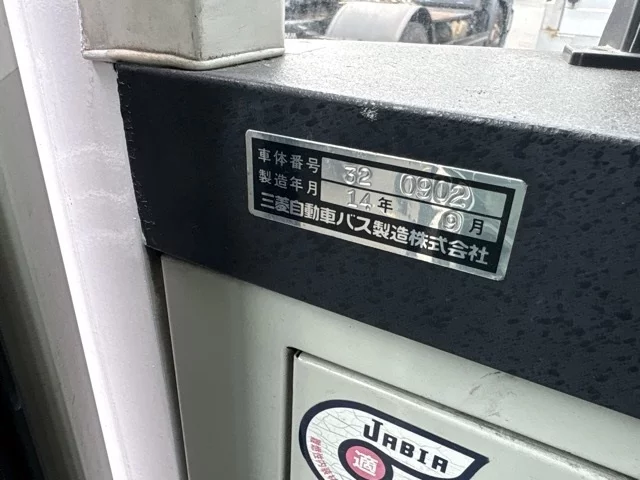 車体番号 32 (0902)
製造年月 14年 9月
三菱自動車バス製造株式会社
JABIA
適